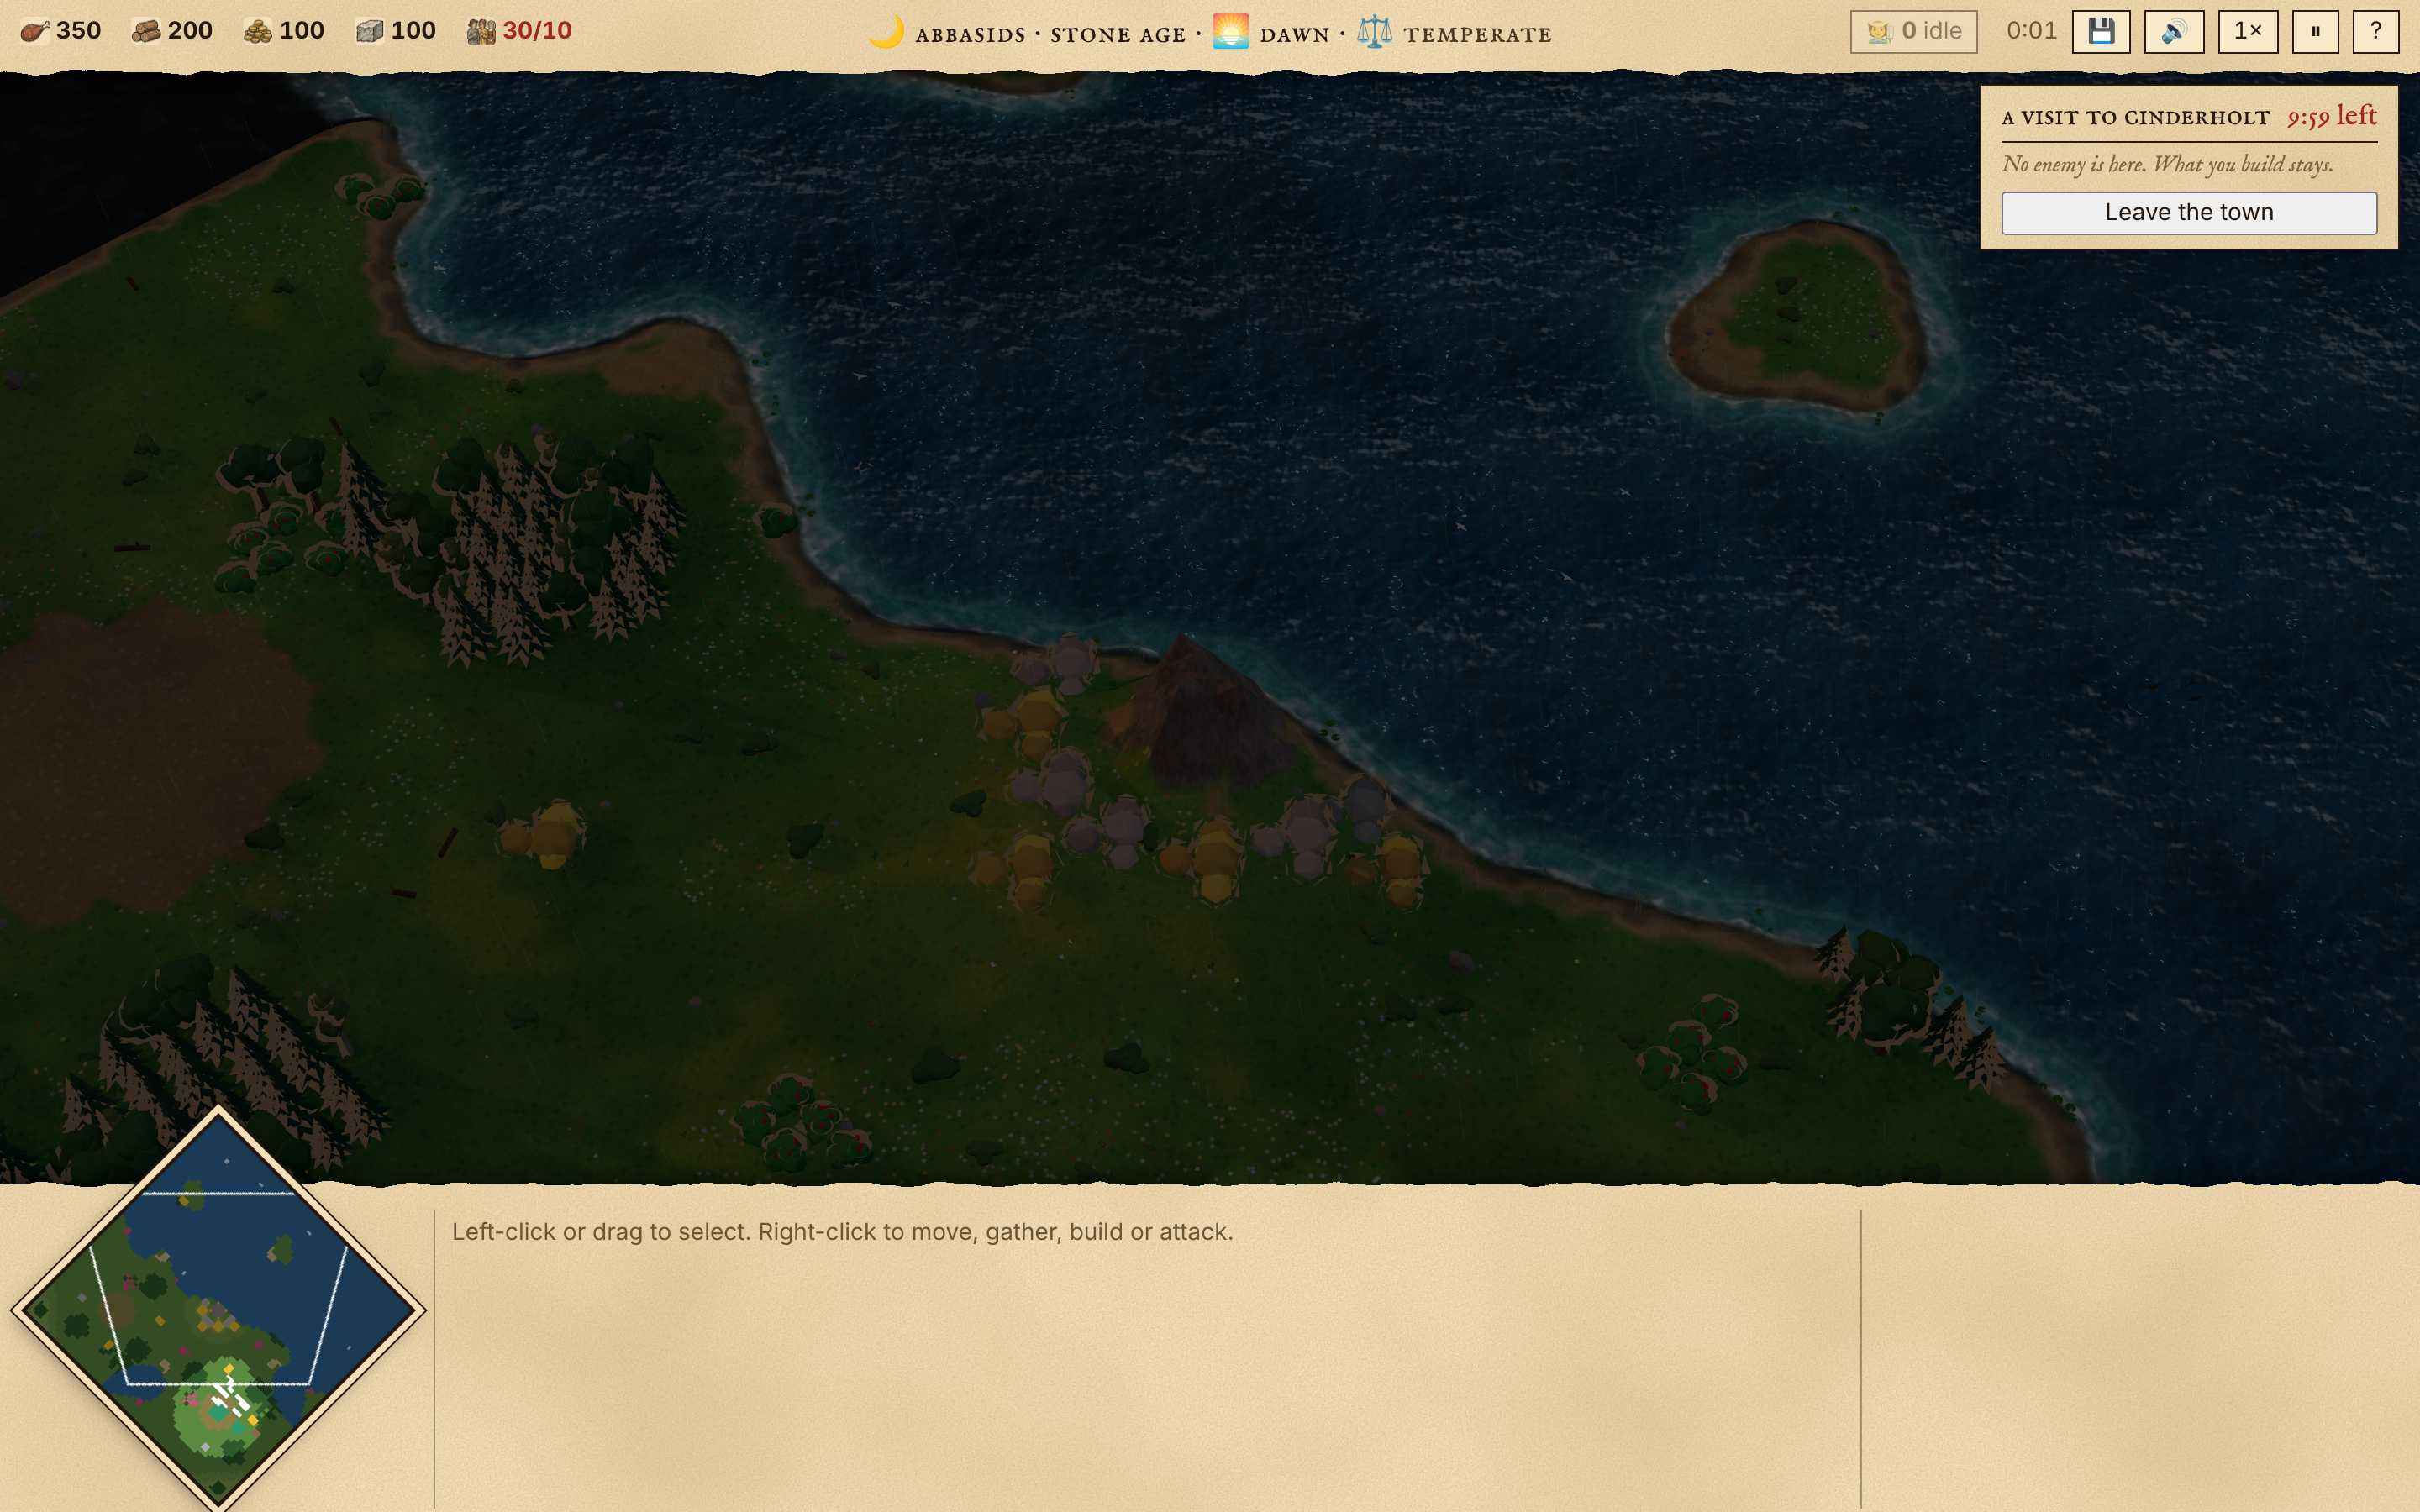 350 200 100 100 30/10
ABBASIDS · STONE AGE · DAWN · TEMPERATE
0 idle 0:01 1× ?
A VISIT TO CINDERHOLT 9:59 left
No enemy is here. What you build stays.
Leave the town
Left-click or drag to select. Right-click to move, gather, build or attack.